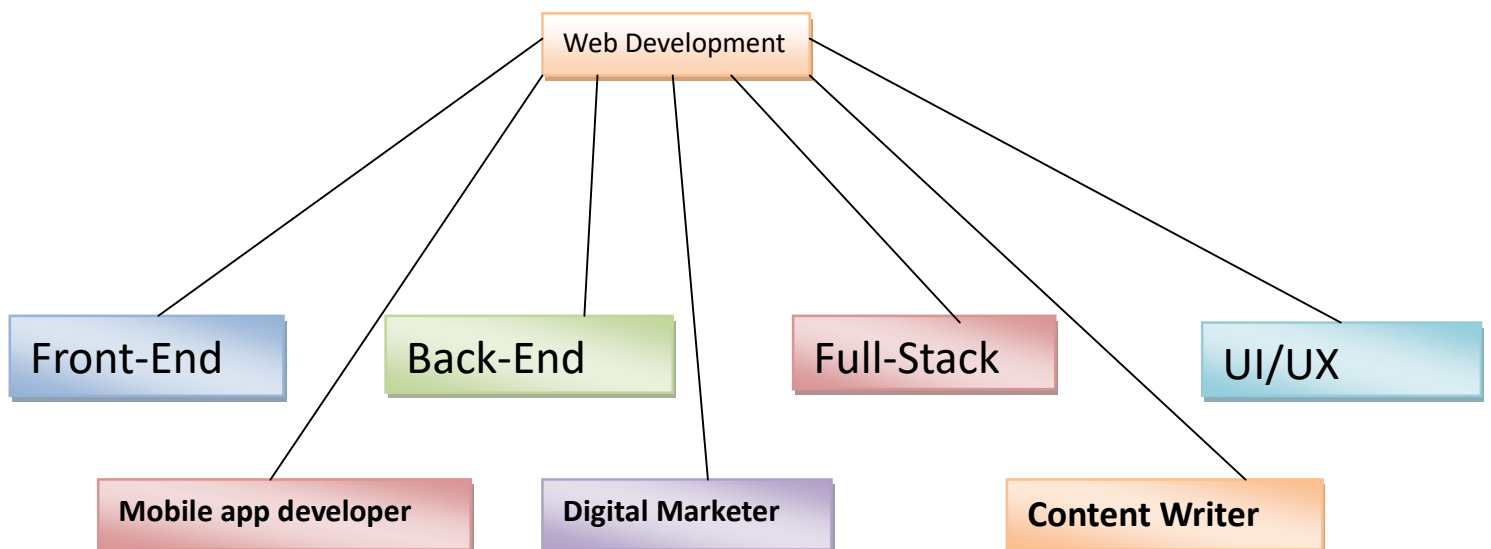 Web Development
Front-End
Back-End
Full-Stack
UI/UX
Mobile app developer
Digital Marketer
Content Writer